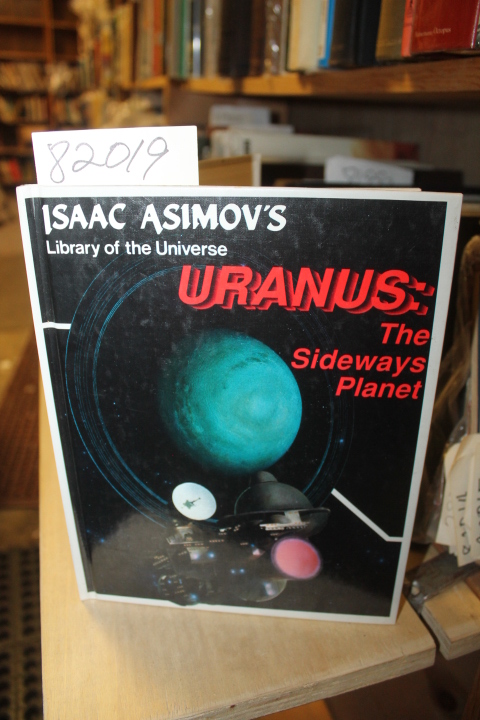 82019
ISAAC ASIMOV'S
Library of the Universe
URANUS:
The
Sideways
Planet